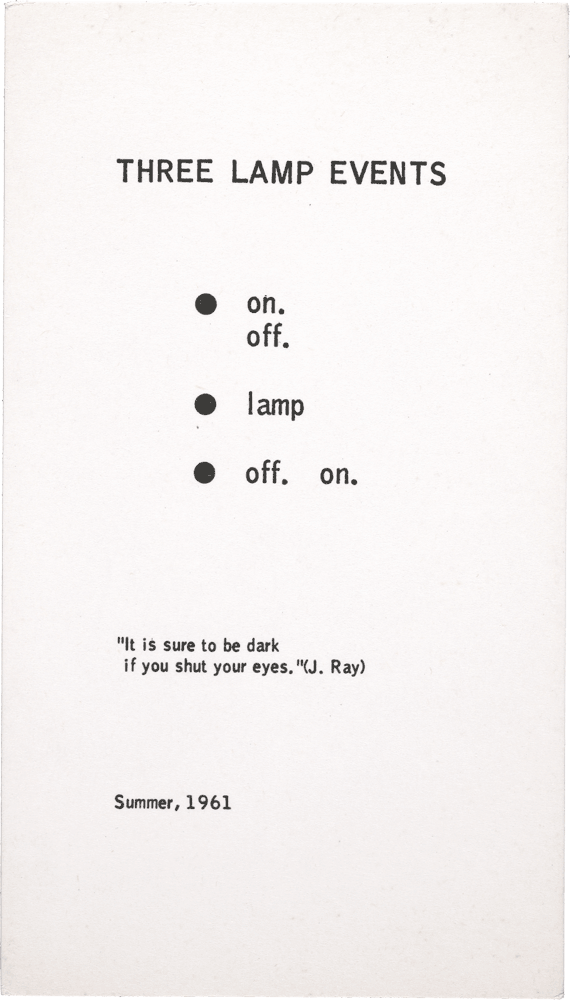 THREE LAMP EVENTS
● on.
off.
● lamp
● off. on.
"It is sure to be dark
if you shut your eyes."(J. Ray)
Summer, 1961